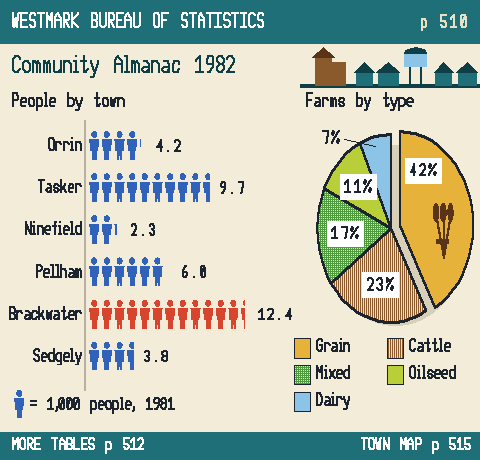 WESTMARK BUREAU OF STATISTICS p 510
Community Almanac 1982
People by town
Farms by type
Orrin 4.2
Tasker 9.7
Ninefield 2.3
Pellham 6.0
Brackwater 12.4
Sedgely 3.8
= 1,000 people, 1981
7%
42%
11%
17%
23%
Grain
Cattle
Mixed
Oilseed
Dairy
MORE TABLES p 512
TOWN MAP p 515